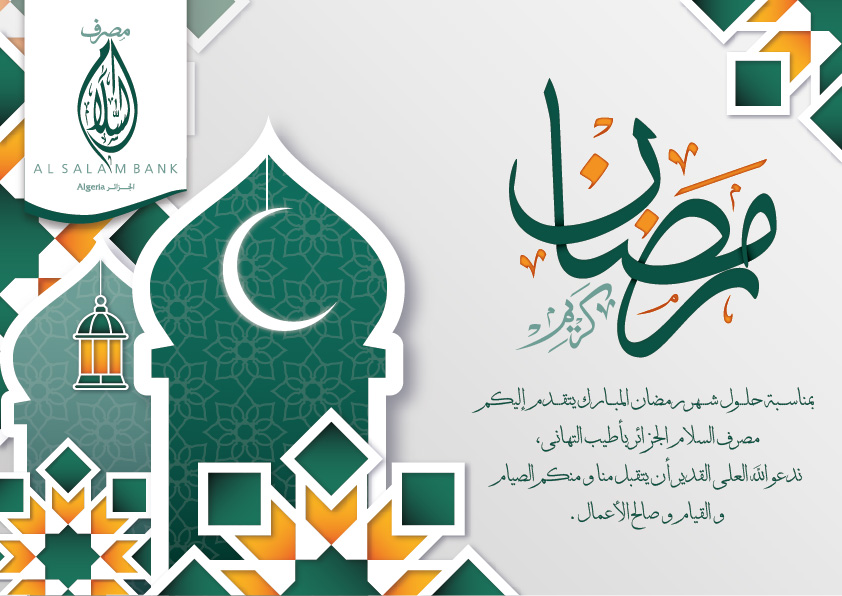 مصرف
السلام
AL SALAM BANK
Algeria الجزائر
رمضان
كريم
بمناسبة حلول شهر رمضان المبارك يتقدم إليكم
مصرف السلام الجزائر بأطيب التهاني،
ندعو الله العلي القدير أن يتقبل منا و منكم الصيام
و القيام و صالح الأعمال.